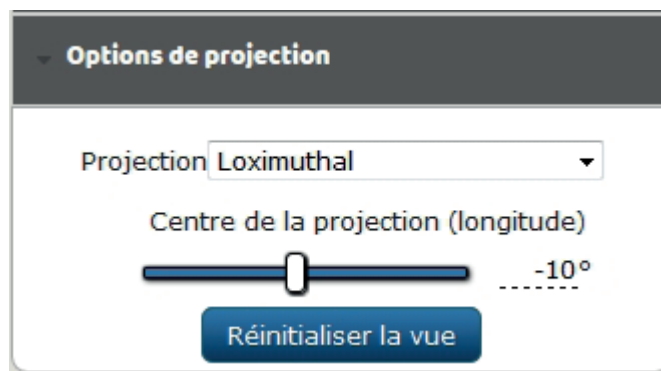 Options de projection
Projection Loximuthal
Centre de la projection (longitude)
-10°
Réinitialiser la vue